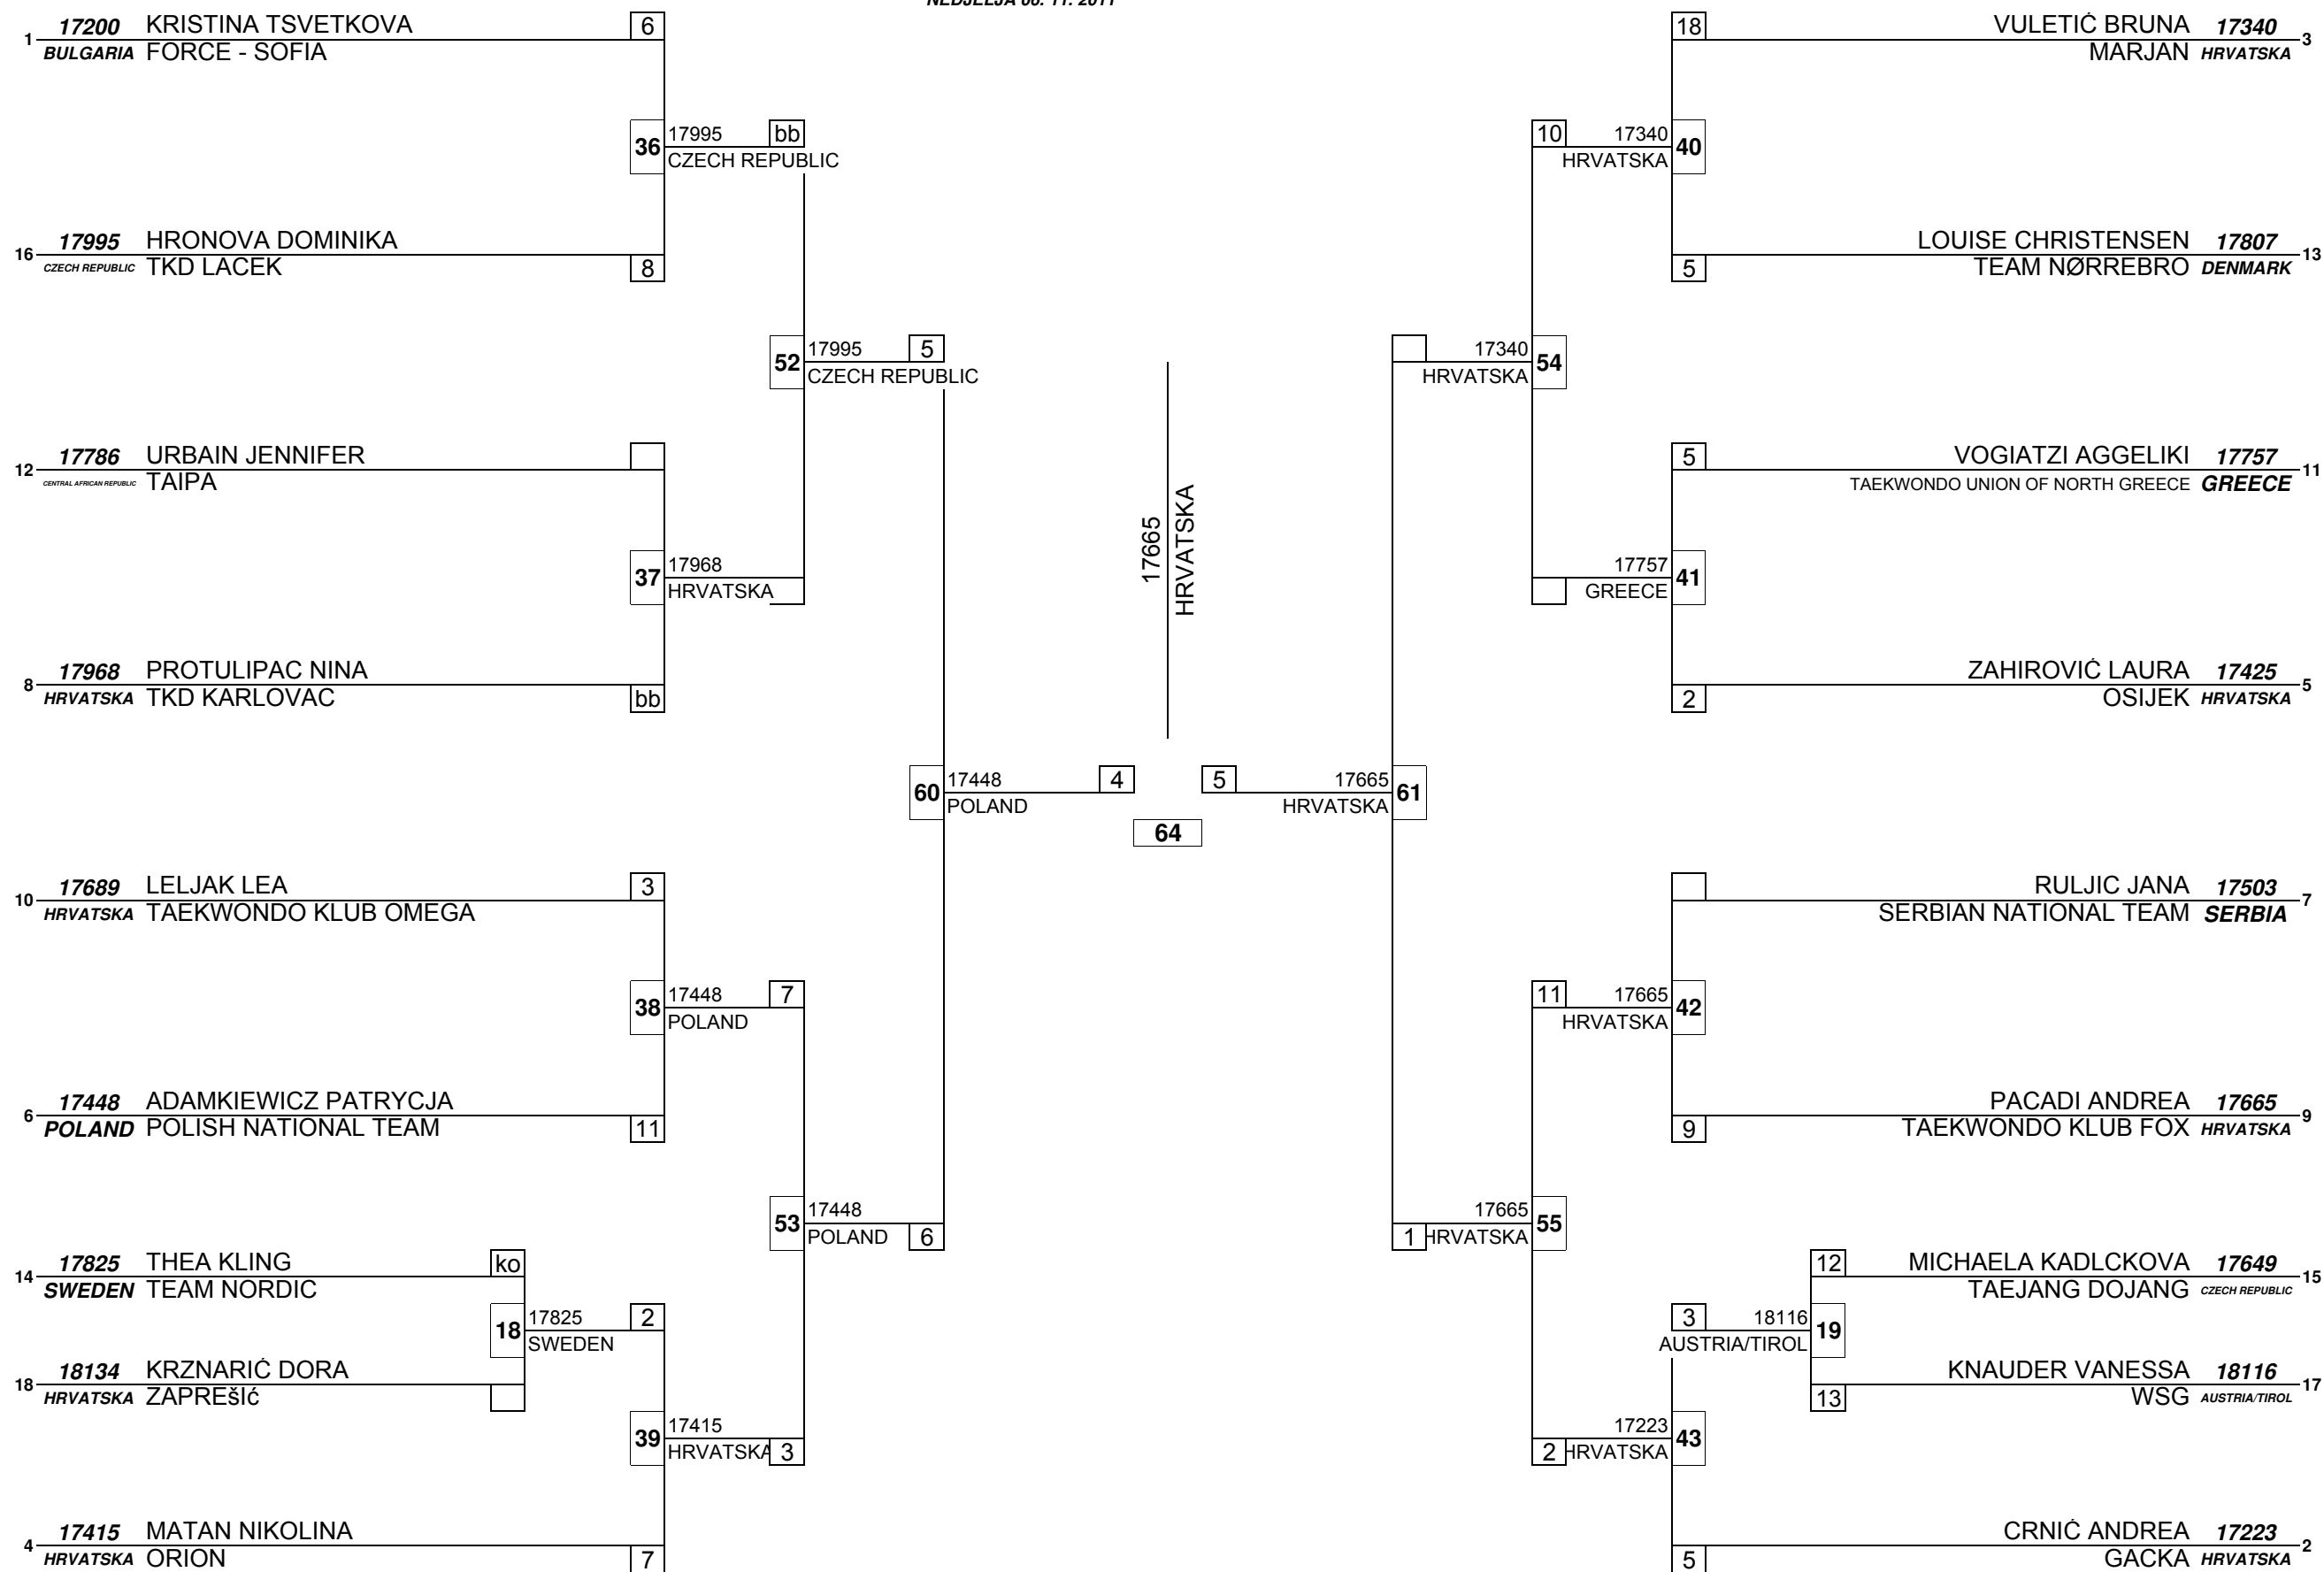 NEDJELJA 06. 11. 2011
1 17200 KRISTINA TSVETKOVA 6
BULGARIA FORCE - SOFIA
36 17995 bb
CZECH REPUBLIC
16 17995 HRONOVA DOMINIKA
CZECH REPUBLIC TKD LACEK 8
52 17995 5
CZECH REPUBLIC
12 17786 URBAIN JENNIFER
CENTRAL AFRICAN REPUBLIC TAIPA
37 17968
HRVATSKA
8 17968 PROTULIPAC NINA
HRVATSKA TKD KARLOVAC bb
60 17448 4
POLAND
10 17689 LELJAK LEA 3
HRVATSKA TAEKWONDO KLUB OMEGA
38 17448 7
POLAND
6 17448 ADAMKIEWICZ PATRYCJA
POLAND POLISH NATIONAL TEAM 11
53 17448
POLAND 6
14 17825 THEA KLING ko
SWEDEN TEAM NORDIC
18 17825 2
SWEDEN
18 18134 KRZNARIĆ DORA
HRVATSKA ZAPREšIć
39 17415
HRVATSKA 3
4 17415 MATAN NIKOLINA
HRVATSKA ORION 7
17665
HRVATSKA
64
18 VULETIĆ BRUNA 17340 3
MARJAN HRVATSKA
10 17340 40
HRVATSKA
LOUISE CHRISTENSEN 17807 13
5 TEAM NØRREBRO DENMARK
17340 54
HRVATSKA
5 VOGIATZI AGGELIKI 17757 11
TAEKWONDO UNION OF NORTH GREECE GREECE
17757 41
GREECE
ZAHIROVIĆ LAURA 17425 5
2 OSIJEK HRVATSKA
5 17665 61
HRVATSKA
RULJIC JANA 17503 7
SERBIAN NATIONAL TEAM SERBIA
11 17665 42
HRVATSKA
PACADI ANDREA 17665 9
9 TAEKWONDO KLUB FOX HRVATSKA
17665 55
1 HRVATSKA
12 MICHAELA KADLCKOVA 17649 15
TAEJANG DOJANG CZECH REPUBLIC
3 18116 19
AUSTRIA/TIROL
KNAUDER VANESSA 18116 17
13 WSG AUSTRIA/TIROL
17223 43
2 HRVATSKA
CRNIĆ ANDREA 17223 2
5 GACKA HRVATSKA